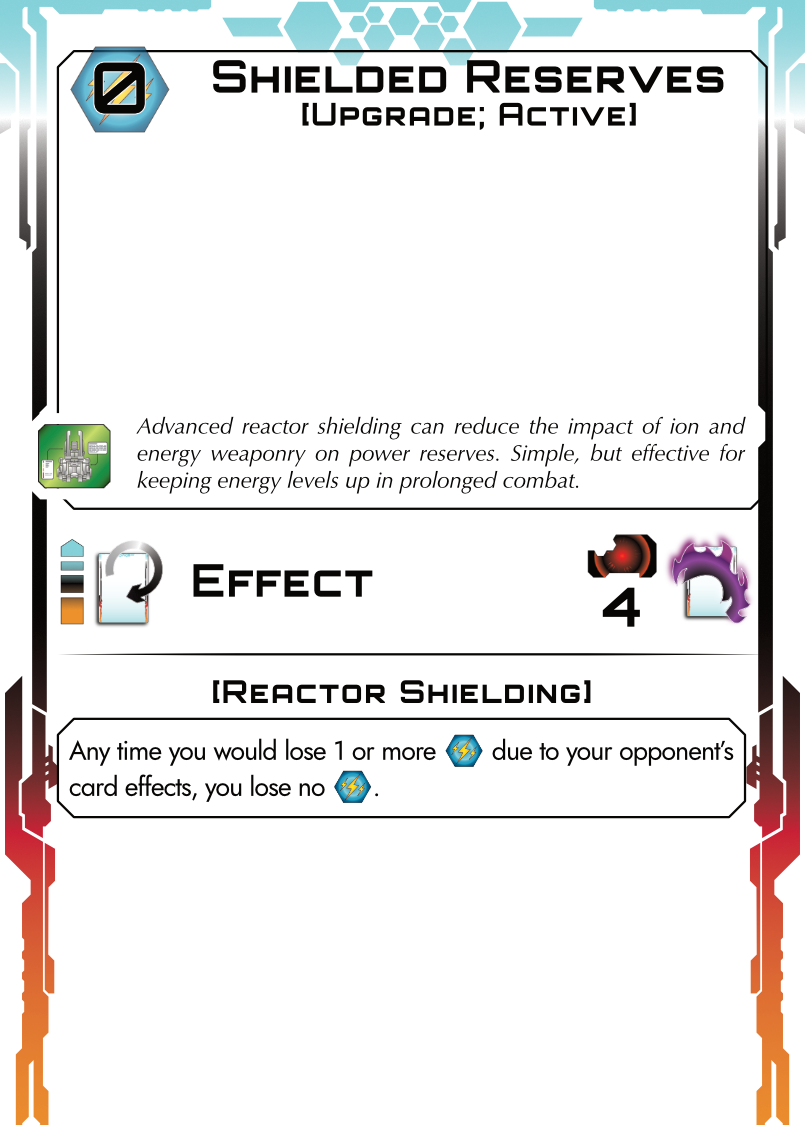 0
Shielded Reserves
[Upgrade; Active]
Advanced reactor shielding can reduce the impact of ion and
energy weaponry on power reserves. Simple, but effective for
keeping energy levels up in prolonged combat.
Effect
4
[Reactor Shielding]
Any time you would lose 1 or more due to your opponent’s
card effects, you lose no .